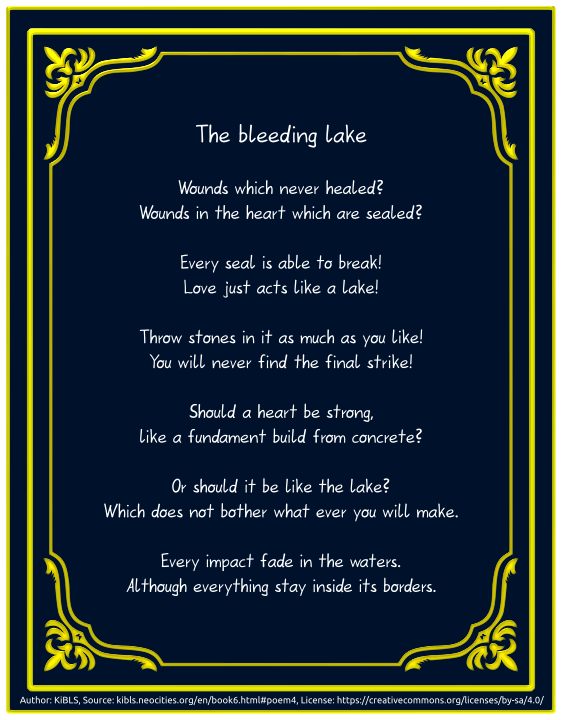 The bleeding lake
Wounds which never healed?
Wounds in the heart which are sealed?
Every seal is able to break!
Love just acts like a lake!
Throw stones in it as much as you like!
You will never find the final strike!
Should a heart be strong,
like a fundament build from concrete?
Or should it be like the lake?
Which does not bother what ever you will make.
Every impact fade in the waters.
Although everything stay inside its borders.
Author: KiBLS, Source: kibls.neocities.org/en/book6.html#poem4, License: https://creativecommons.org/licenses/by-sa/4.0/